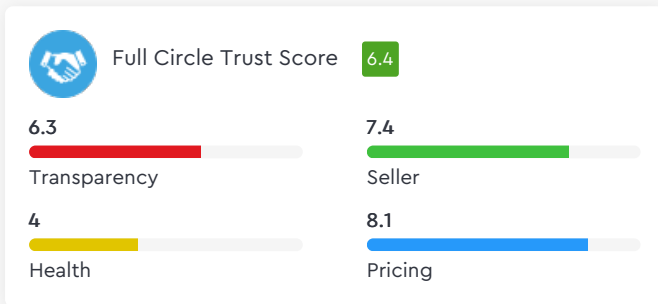 Full Circle Trust Score 6.4
6.3
Transparency
7.4
Seller
4
Health
8.1
Pricing